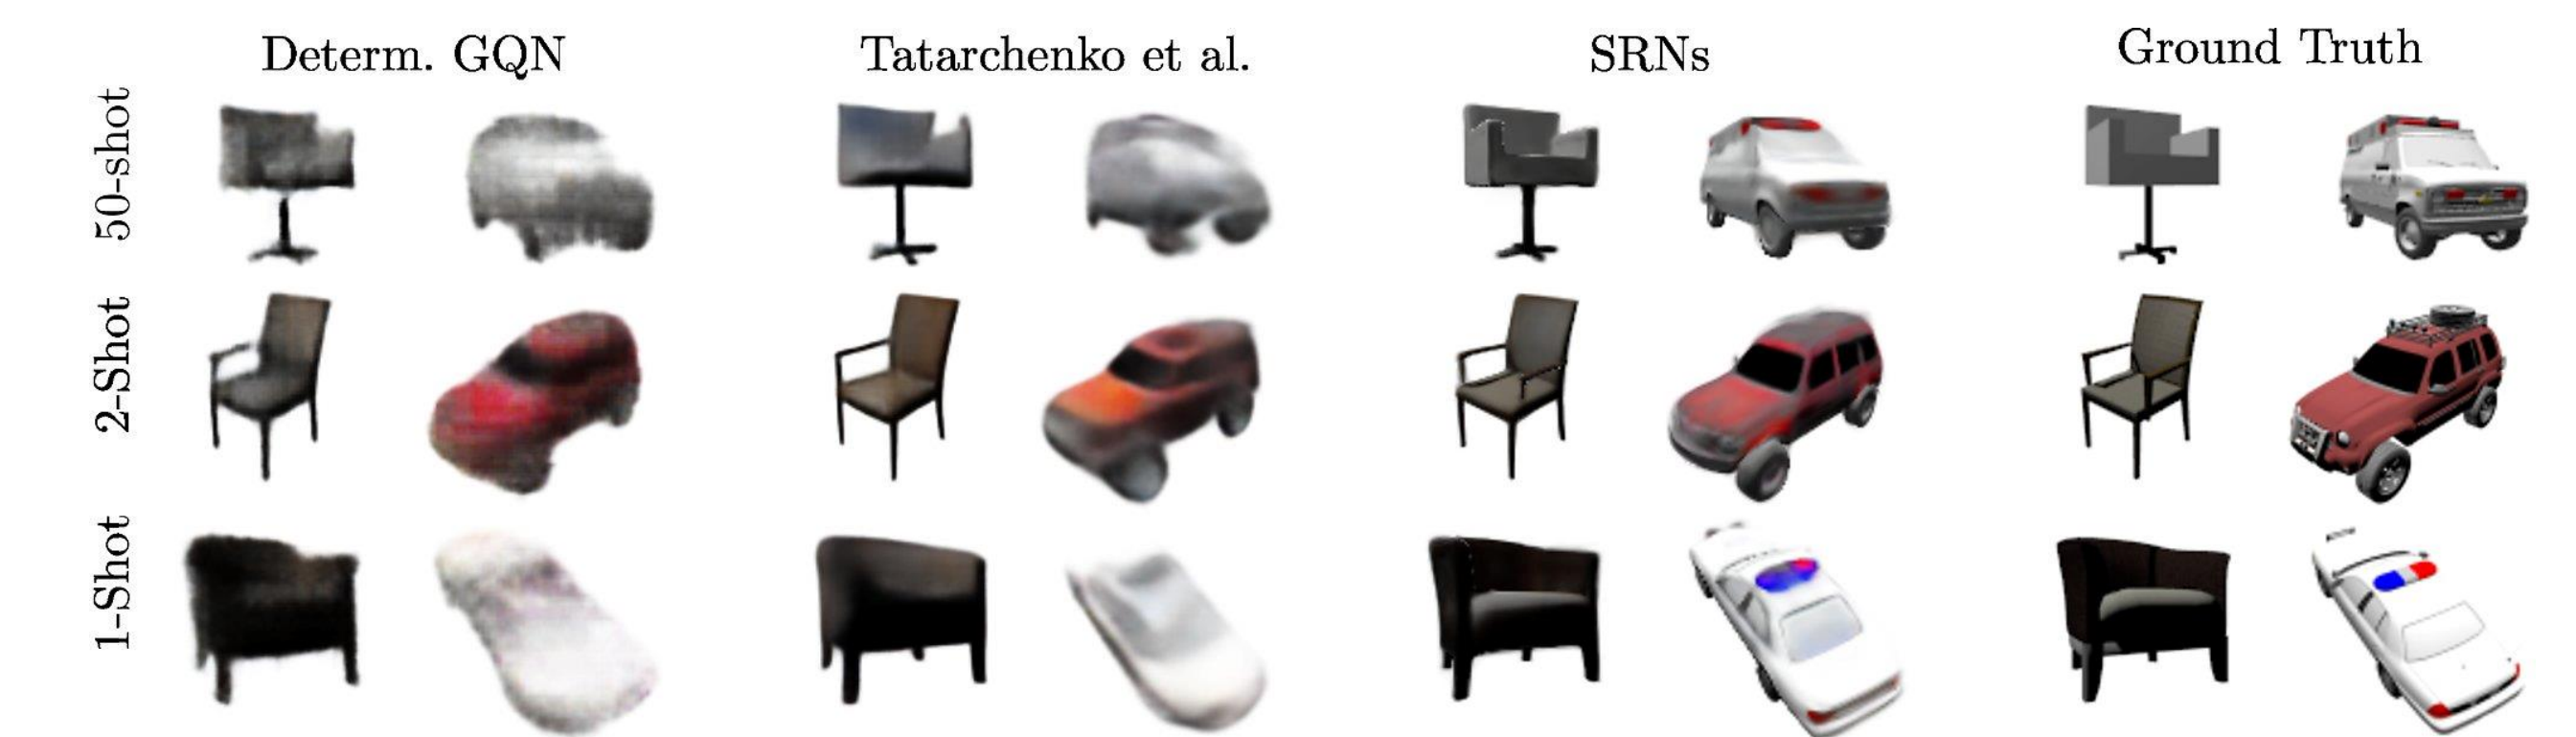 Determ. GQN
Tatarchenko et al.
SRNs
Ground Truth
50-shot
2-Shot
1-Shot